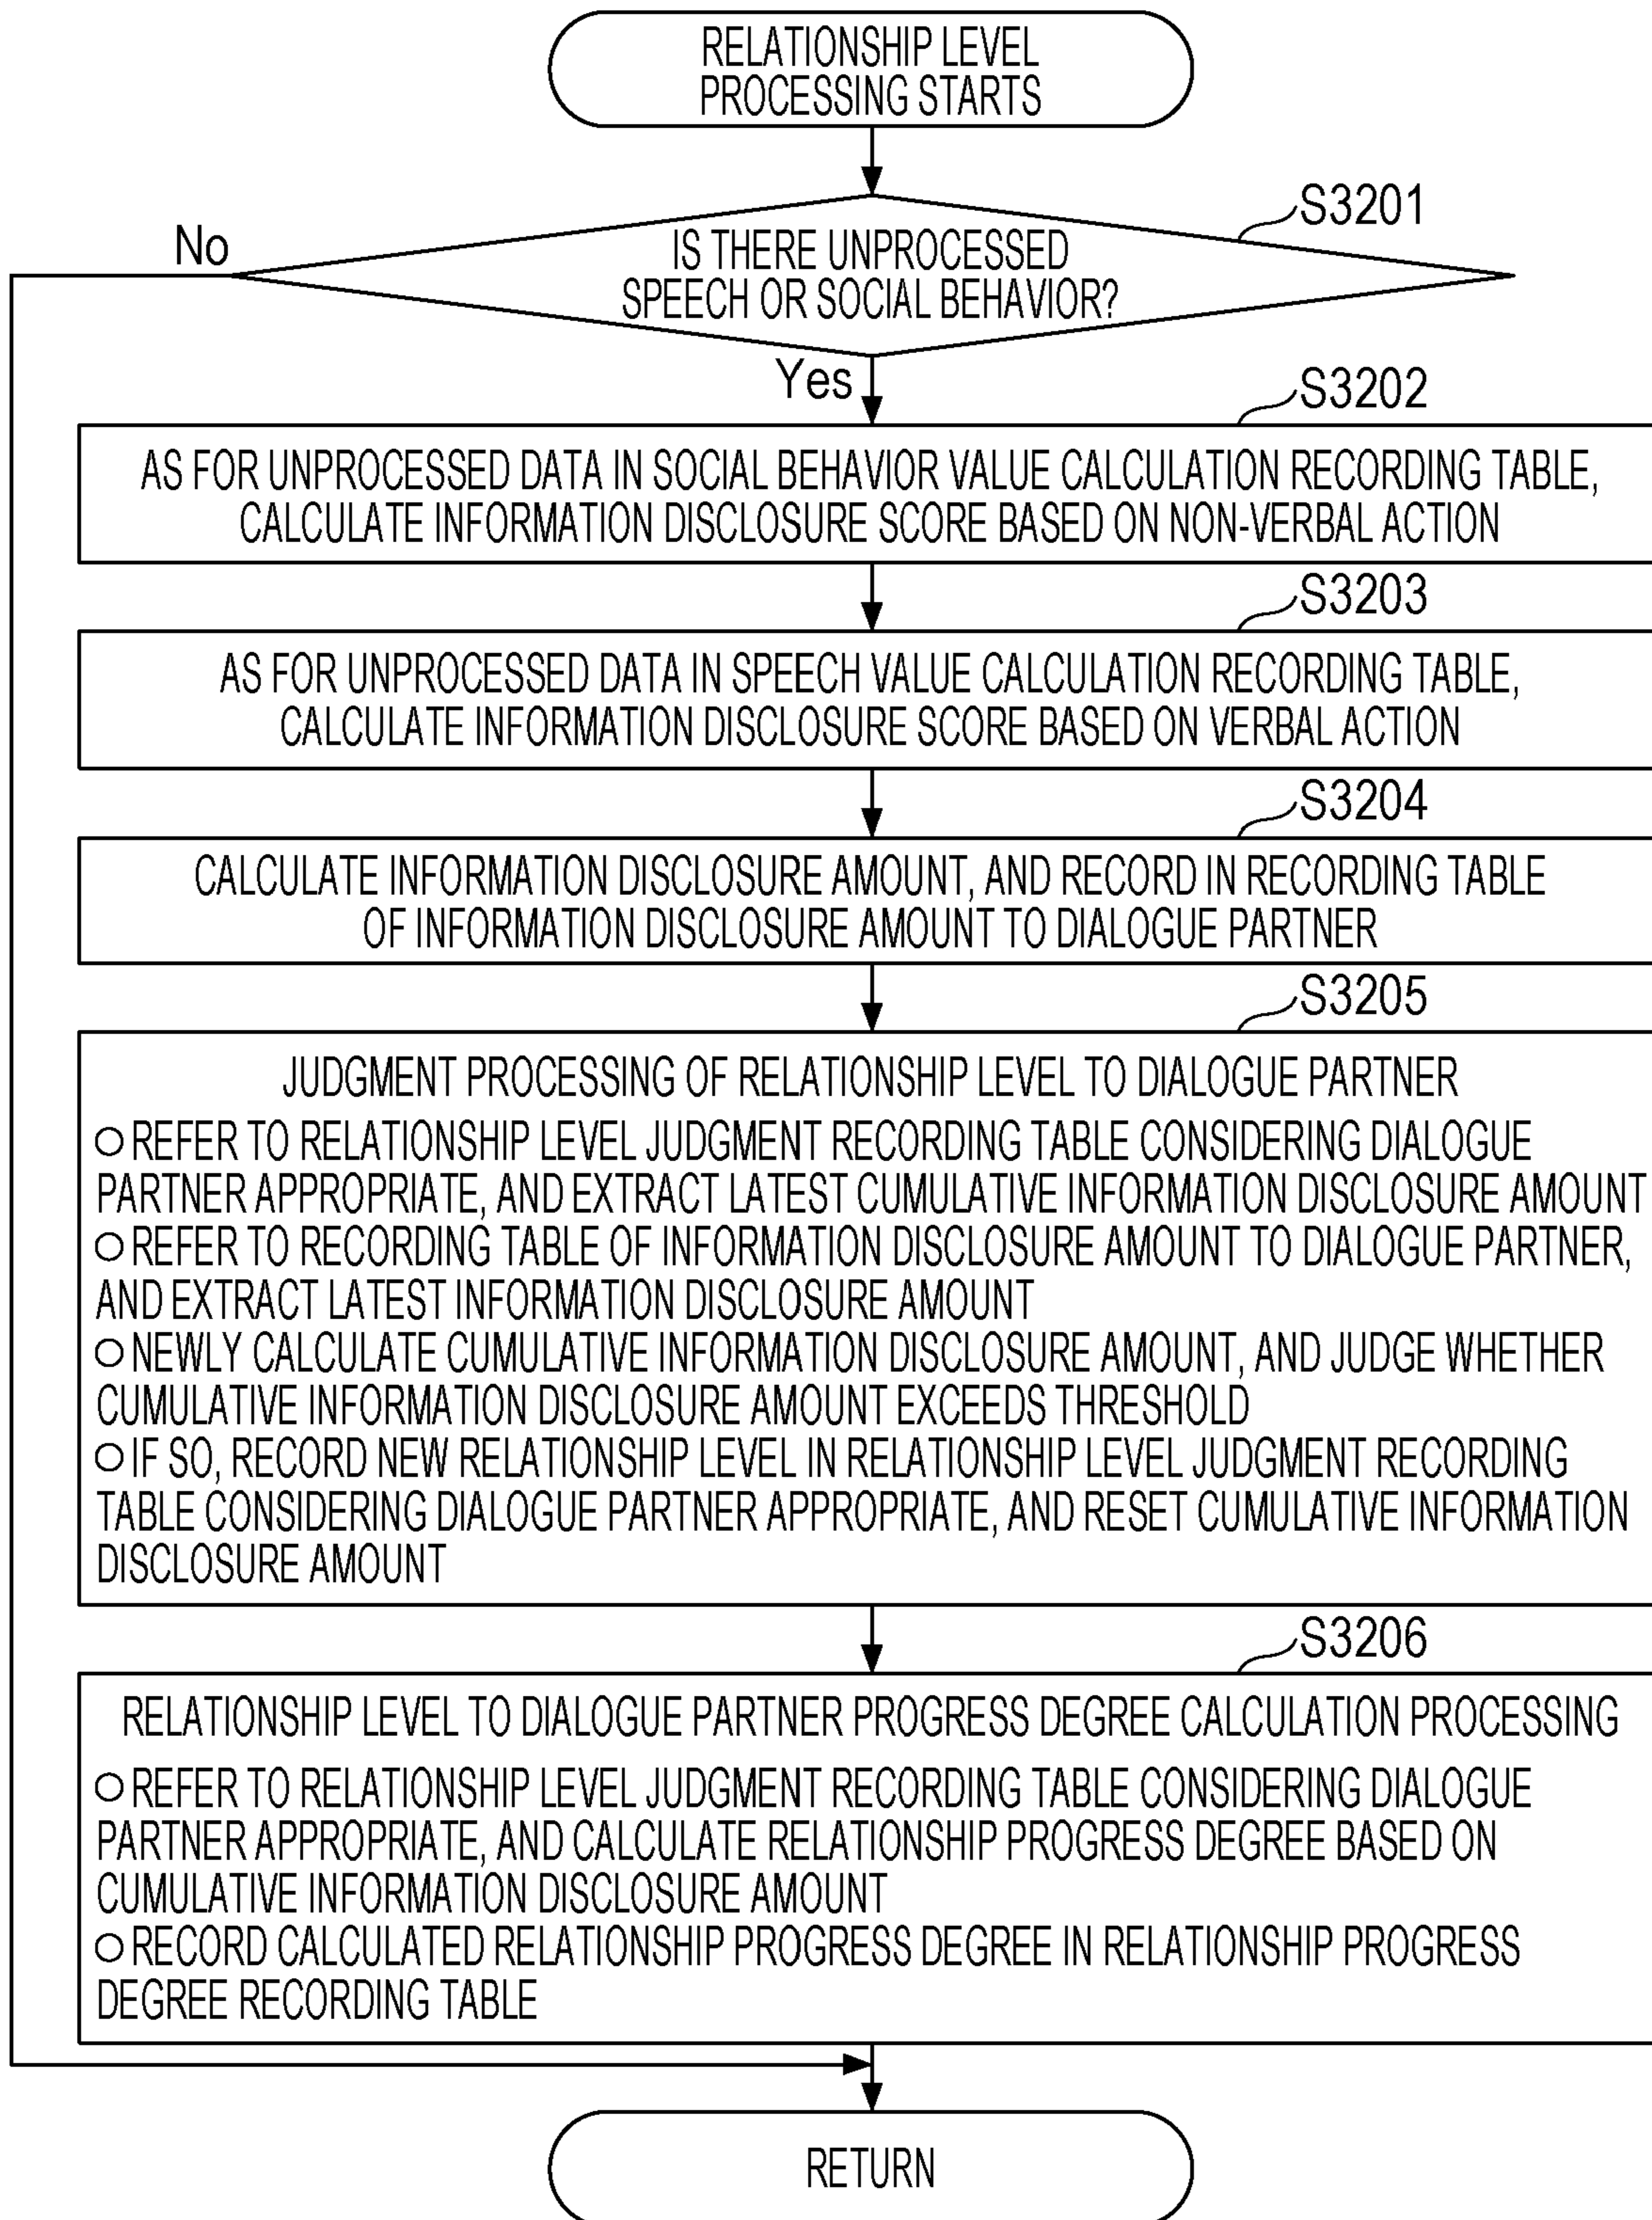 RELATIONSHIP LEVEL
PROCESSING STARTS
S3201
No
IS THERE UNPROCESSED
SPEECH OR SOCIAL BEHAVIOR?
Yes
S3202
AS FOR UNPROCESSED DATA IN SOCIAL BEHAVIOR VALUE CALCULATION RECORDING TABLE,
CALCULATE INFORMATION DISCLOSURE SCORE BASED ON NON-VERBAL ACTION
S3203
AS FOR UNPROCESSED DATA IN SPEECH VALUE CALCULATION RECORDING TABLE,
CALCULATE INFORMATION DISCLOSURE SCORE BASED ON VERBAL ACTION
S3204
CALCULATE INFORMATION DISCLOSURE AMOUNT, AND RECORD IN RECORDING TABLE
OF INFORMATION DISCLOSURE AMOUNT TO DIALOGUE PARTNER
S3205
JUDGMENT PROCESSING OF RELATIONSHIP LEVEL TO DIALOGUE PARTNER
○ REFER TO RELATIONSHIP LEVEL JUDGMENT RECORDING TABLE CONSIDERING DIALOGUE
PARTNER APPROPRIATE, AND EXTRACT LATEST CUMULATIVE INFORMATION DISCLOSURE AMOUNT
○ REFER TO RECORDING TABLE OF INFORMATION DISCLOSURE AMOUNT TO DIALOGUE PARTNER,
AND EXTRACT LATEST INFORMATION DISCLOSURE AMOUNT
○ NEWLY CALCULATE CUMULATIVE INFORMATION DISCLOSURE AMOUNT, AND JUDGE WHETHER
CUMULATIVE INFORMATION DISCLOSURE AMOUNT EXCEEDS THRESHOLD
○ IF SO, RECORD NEW RELATIONSHIP LEVEL IN RELATIONSHIP LEVEL JUDGMENT RECORDING
TABLE CONSIDERING DIALOGUE PARTNER APPROPRIATE, AND RESET CUMULATIVE INFORMATION
DISCLOSURE AMOUNT
S3206
RELATIONSHIP LEVEL TO DIALOGUE PARTNER PROGRESS DEGREE CALCULATION PROCESSING
○ REFER TO RELATIONSHIP LEVEL JUDGMENT RECORDING TABLE CONSIDERING DIALOGUE
PARTNER APPROPRIATE, AND CALCULATE RELATIONSHIP PROGRESS DEGREE BASED ON
CUMULATIVE INFORMATION DISCLOSURE AMOUNT
○ RECORD CALCULATED RELATIONSHIP PROGRESS DEGREE IN RELATIONSHIP PROGRESS
DEGREE RECORDING TABLE
RETURN